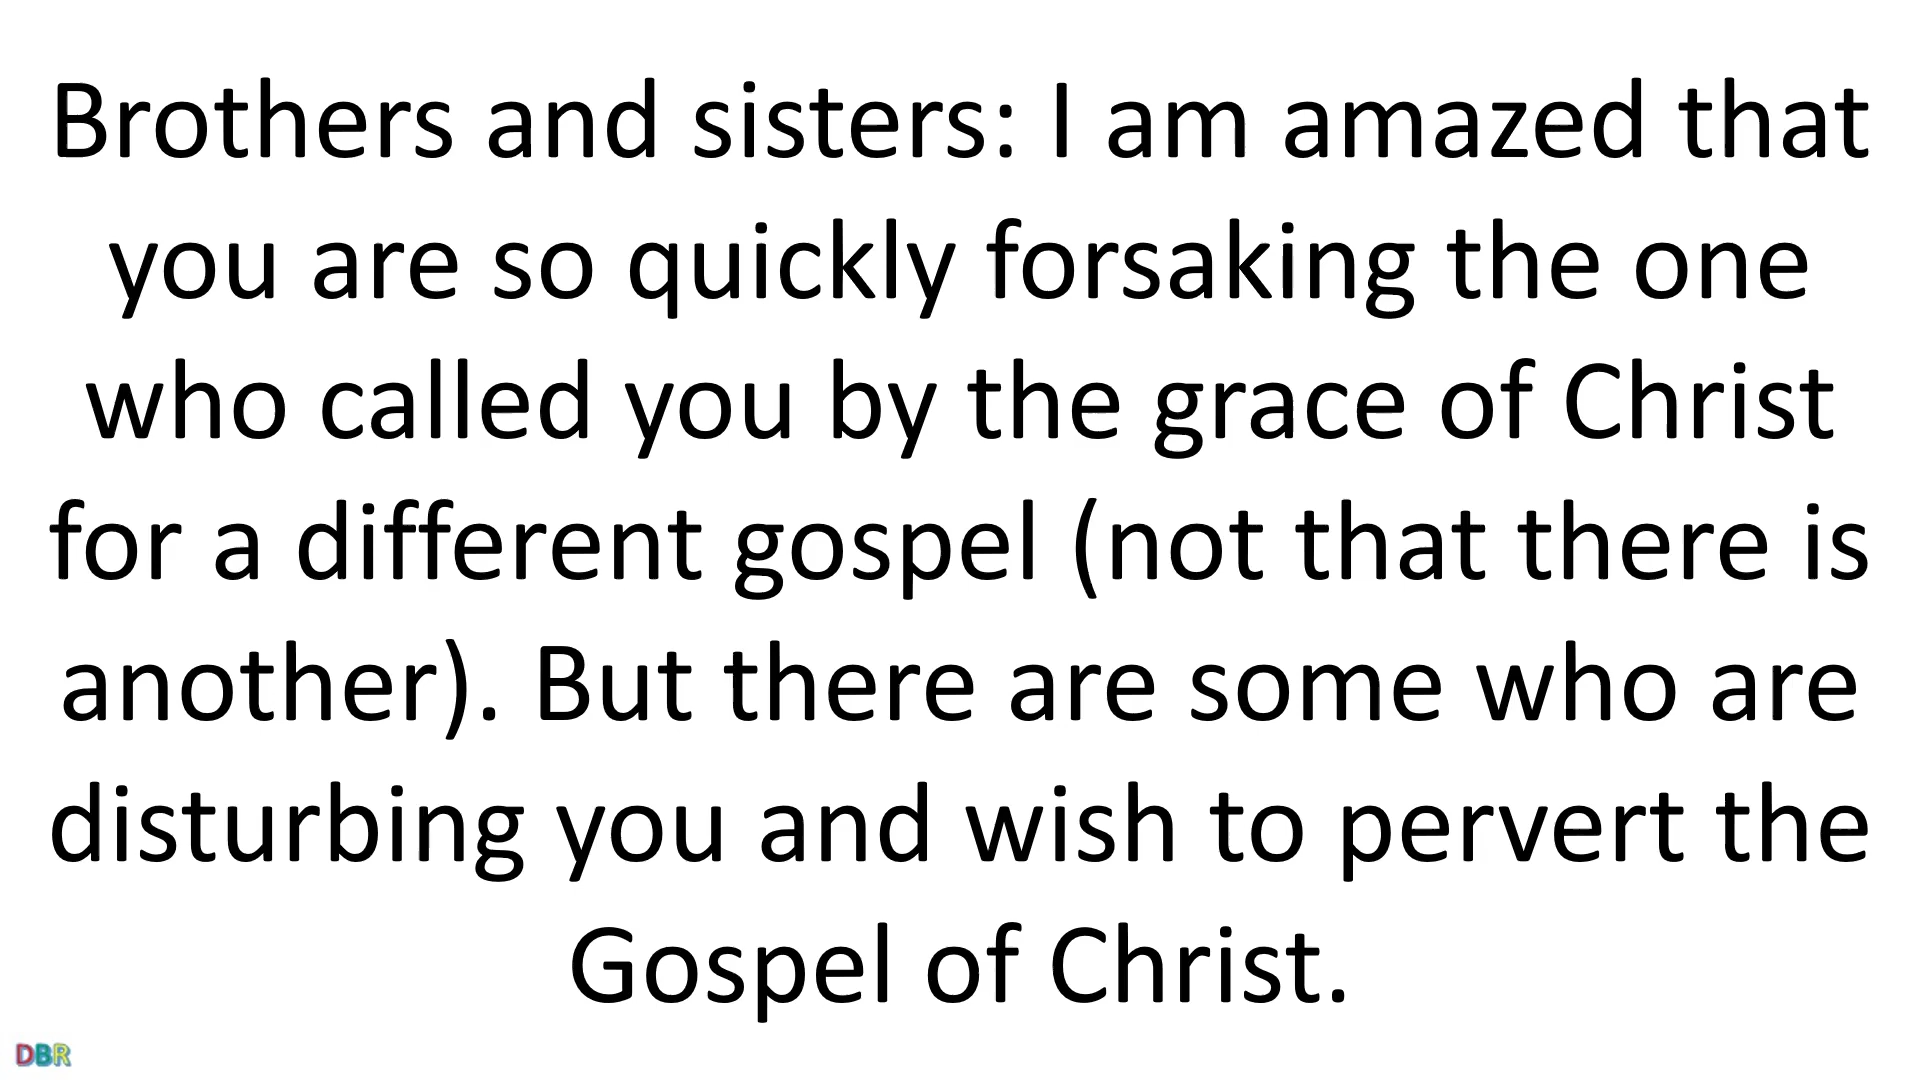 Brothers and sisters: I am amazed that
you are so quickly forsaking the one
who called you by the grace of Christ
for a different gospel (not that there is
another). But there are some who are
disturbing you and wish to pervert the
Gospel of Christ.
DBR